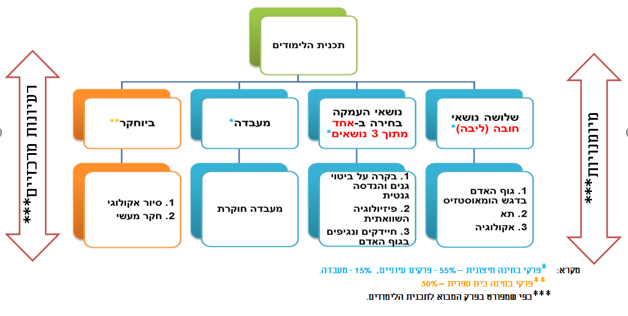 תכנית הלימודים
שלושה נושאי
חובה (ליבה)*
נושאי העמקה
בחירה ב-אחד
מתוך 3 נושאים*
מעבדה*
ביוחקר**
1. גוף האדם
בדגש הומאוסטזיס
2. תא
3. אקולוגיה
1. בקרה על ביטוי
גנים והנדסה
גנטית
2. פיזיולוגיה
השוואתית
3. חיידקים ונגיפים
בגוף האדם
מעבדה חוקרת
1. סיור אקולוגי
2. חקר מעשי
מיומנויות***
רעיונות מרכזיים***
מקרא: *פרקי בחינה חיצונית – 55% - פרקים עיוניים, 15% - מעבדה.
**פרקי בחינה בית ספרית – 30%
***כפי שמפורט בפרק המבוא לתכנית הלימודים.